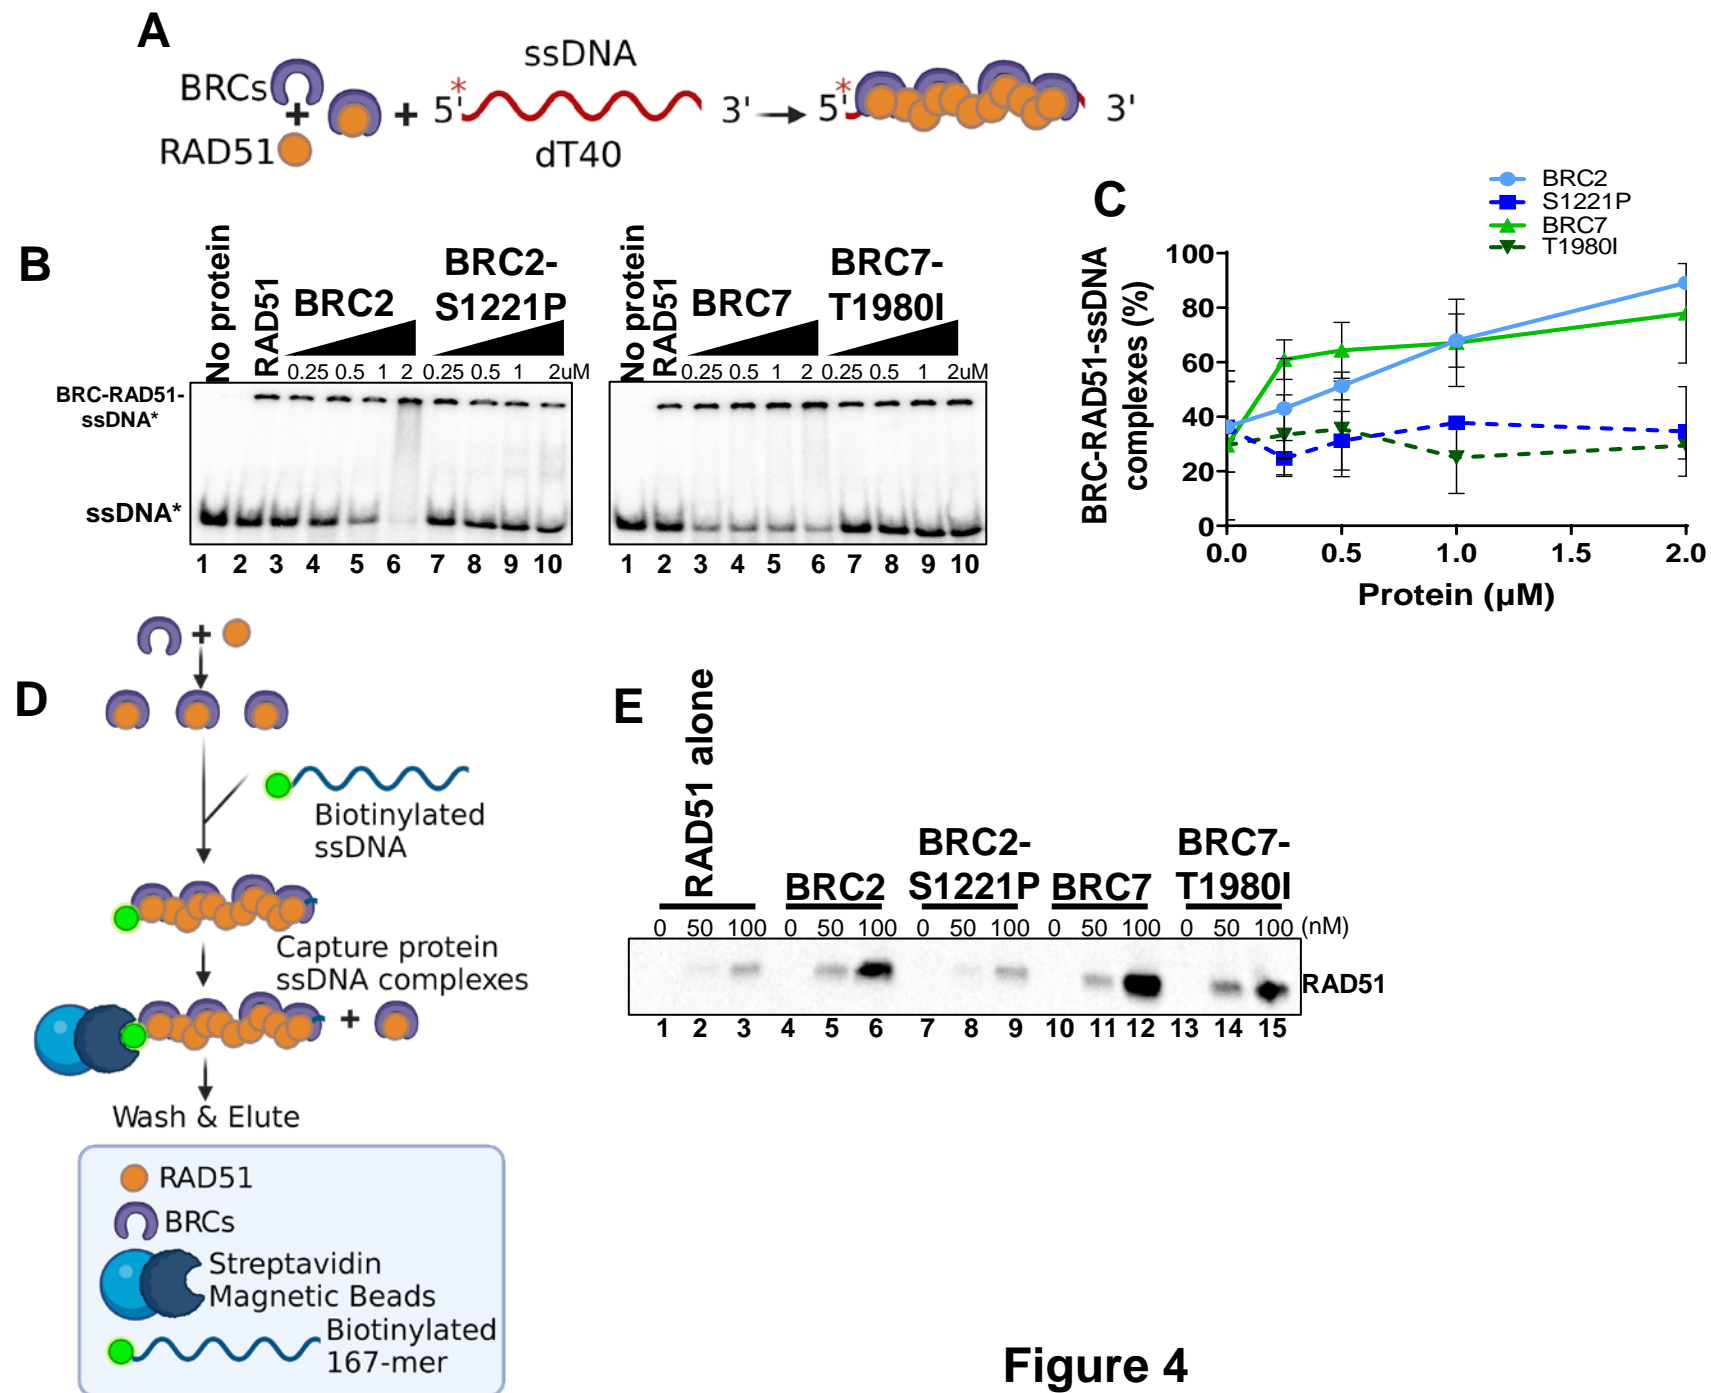 A
BRCs
+
RAD51
+
*
5'
ssDNA
dT40
3'
*
5'
3'
B
No protein
RAD51
BRC2
BRC2-
S1221P
0.25 0.5 1 2 0.25 0.5 1 2uM
BRC-RAD51-
ssDNA*
ssDNA*
1 2 3 4 5 6 7 8 9 10
No protein
RAD51
BRC7
BRC7-
T1980I
0.25 0.5 1 2 0.25 0.5 1 2uM
1 2 3 4 5 6 7 8 9 10
C
BRC2
S1221P
BRC7
T1980I
BRC-RAD51-ssDNA
complexes (%)
100
80
60
40
20
0
0.0 0.5 1.0 1.5 2.0
Protein (µM)
D
+
Biotinylated
ssDNA
Capture protein
ssDNA complexes
+
Wash & Elute
RAD51
BRCs
Streptavidin
Magnetic Beads
Biotinylated
167-mer
E
RAD51 alone
BRC2
BRC2-
S1221P
BRC7
BRC7-
T1980I
0 50 100 0 50 100 0 50 100 0 50 100 0 50 100 (nM)
RAD51
1 2 3 4 5 6 7 8 9 10 11 12 13 14 15
Figure 4